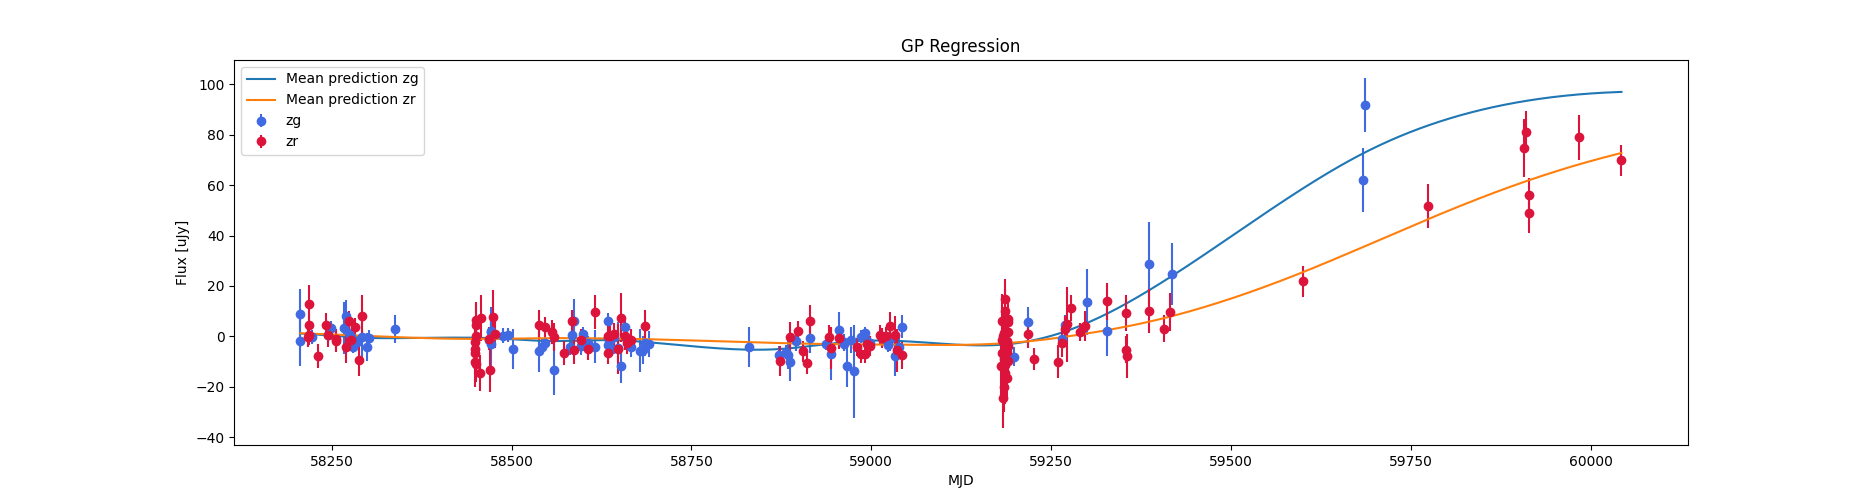 GP Regression
Mean prediction zg
Mean prediction zr
zg
zr
Flux [uJy]
100
80
60
40
20
0
−20
−40
58250 58500 58750 59000 59250 59500 59750 60000
MJD